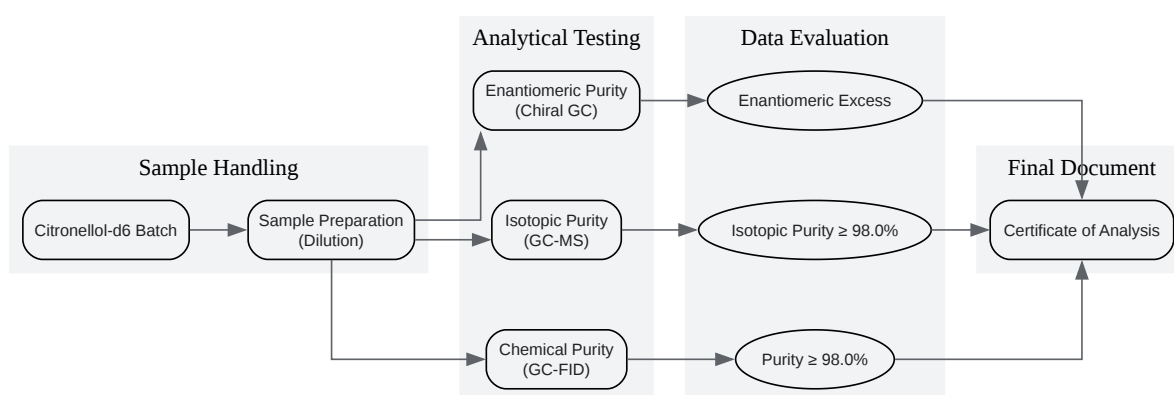 Analytical Testing
Data Evaluation
Enantiomeric Purity
(Chiral GC)
Enantiomeric Excess
Sample Handling
Final Document
Citronellol-d6 Batch
Sample Preparation
(Dilution)
Isotopic Purity
(GC-MS)
Isotopic Purity ≥ 98.0%
Certificate of Analysis
Chemical Purity
(GC-FID)
Purity ≥ 98.0%